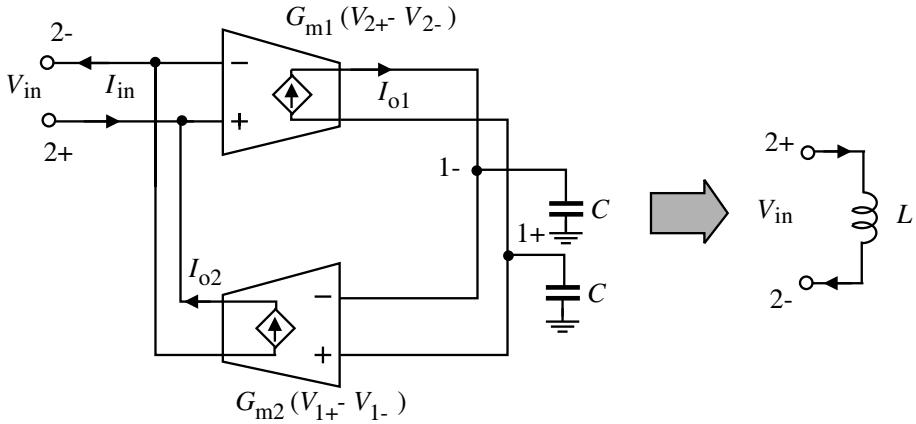 G_m1 (V_2+ - V_2-)
2-
V_in
I_in
−
+
2+
I_o1
1-
C
1+
C
I_o2
−
+
G_m2 (V_1+ - V_1-)
2+
V_in
L
2-